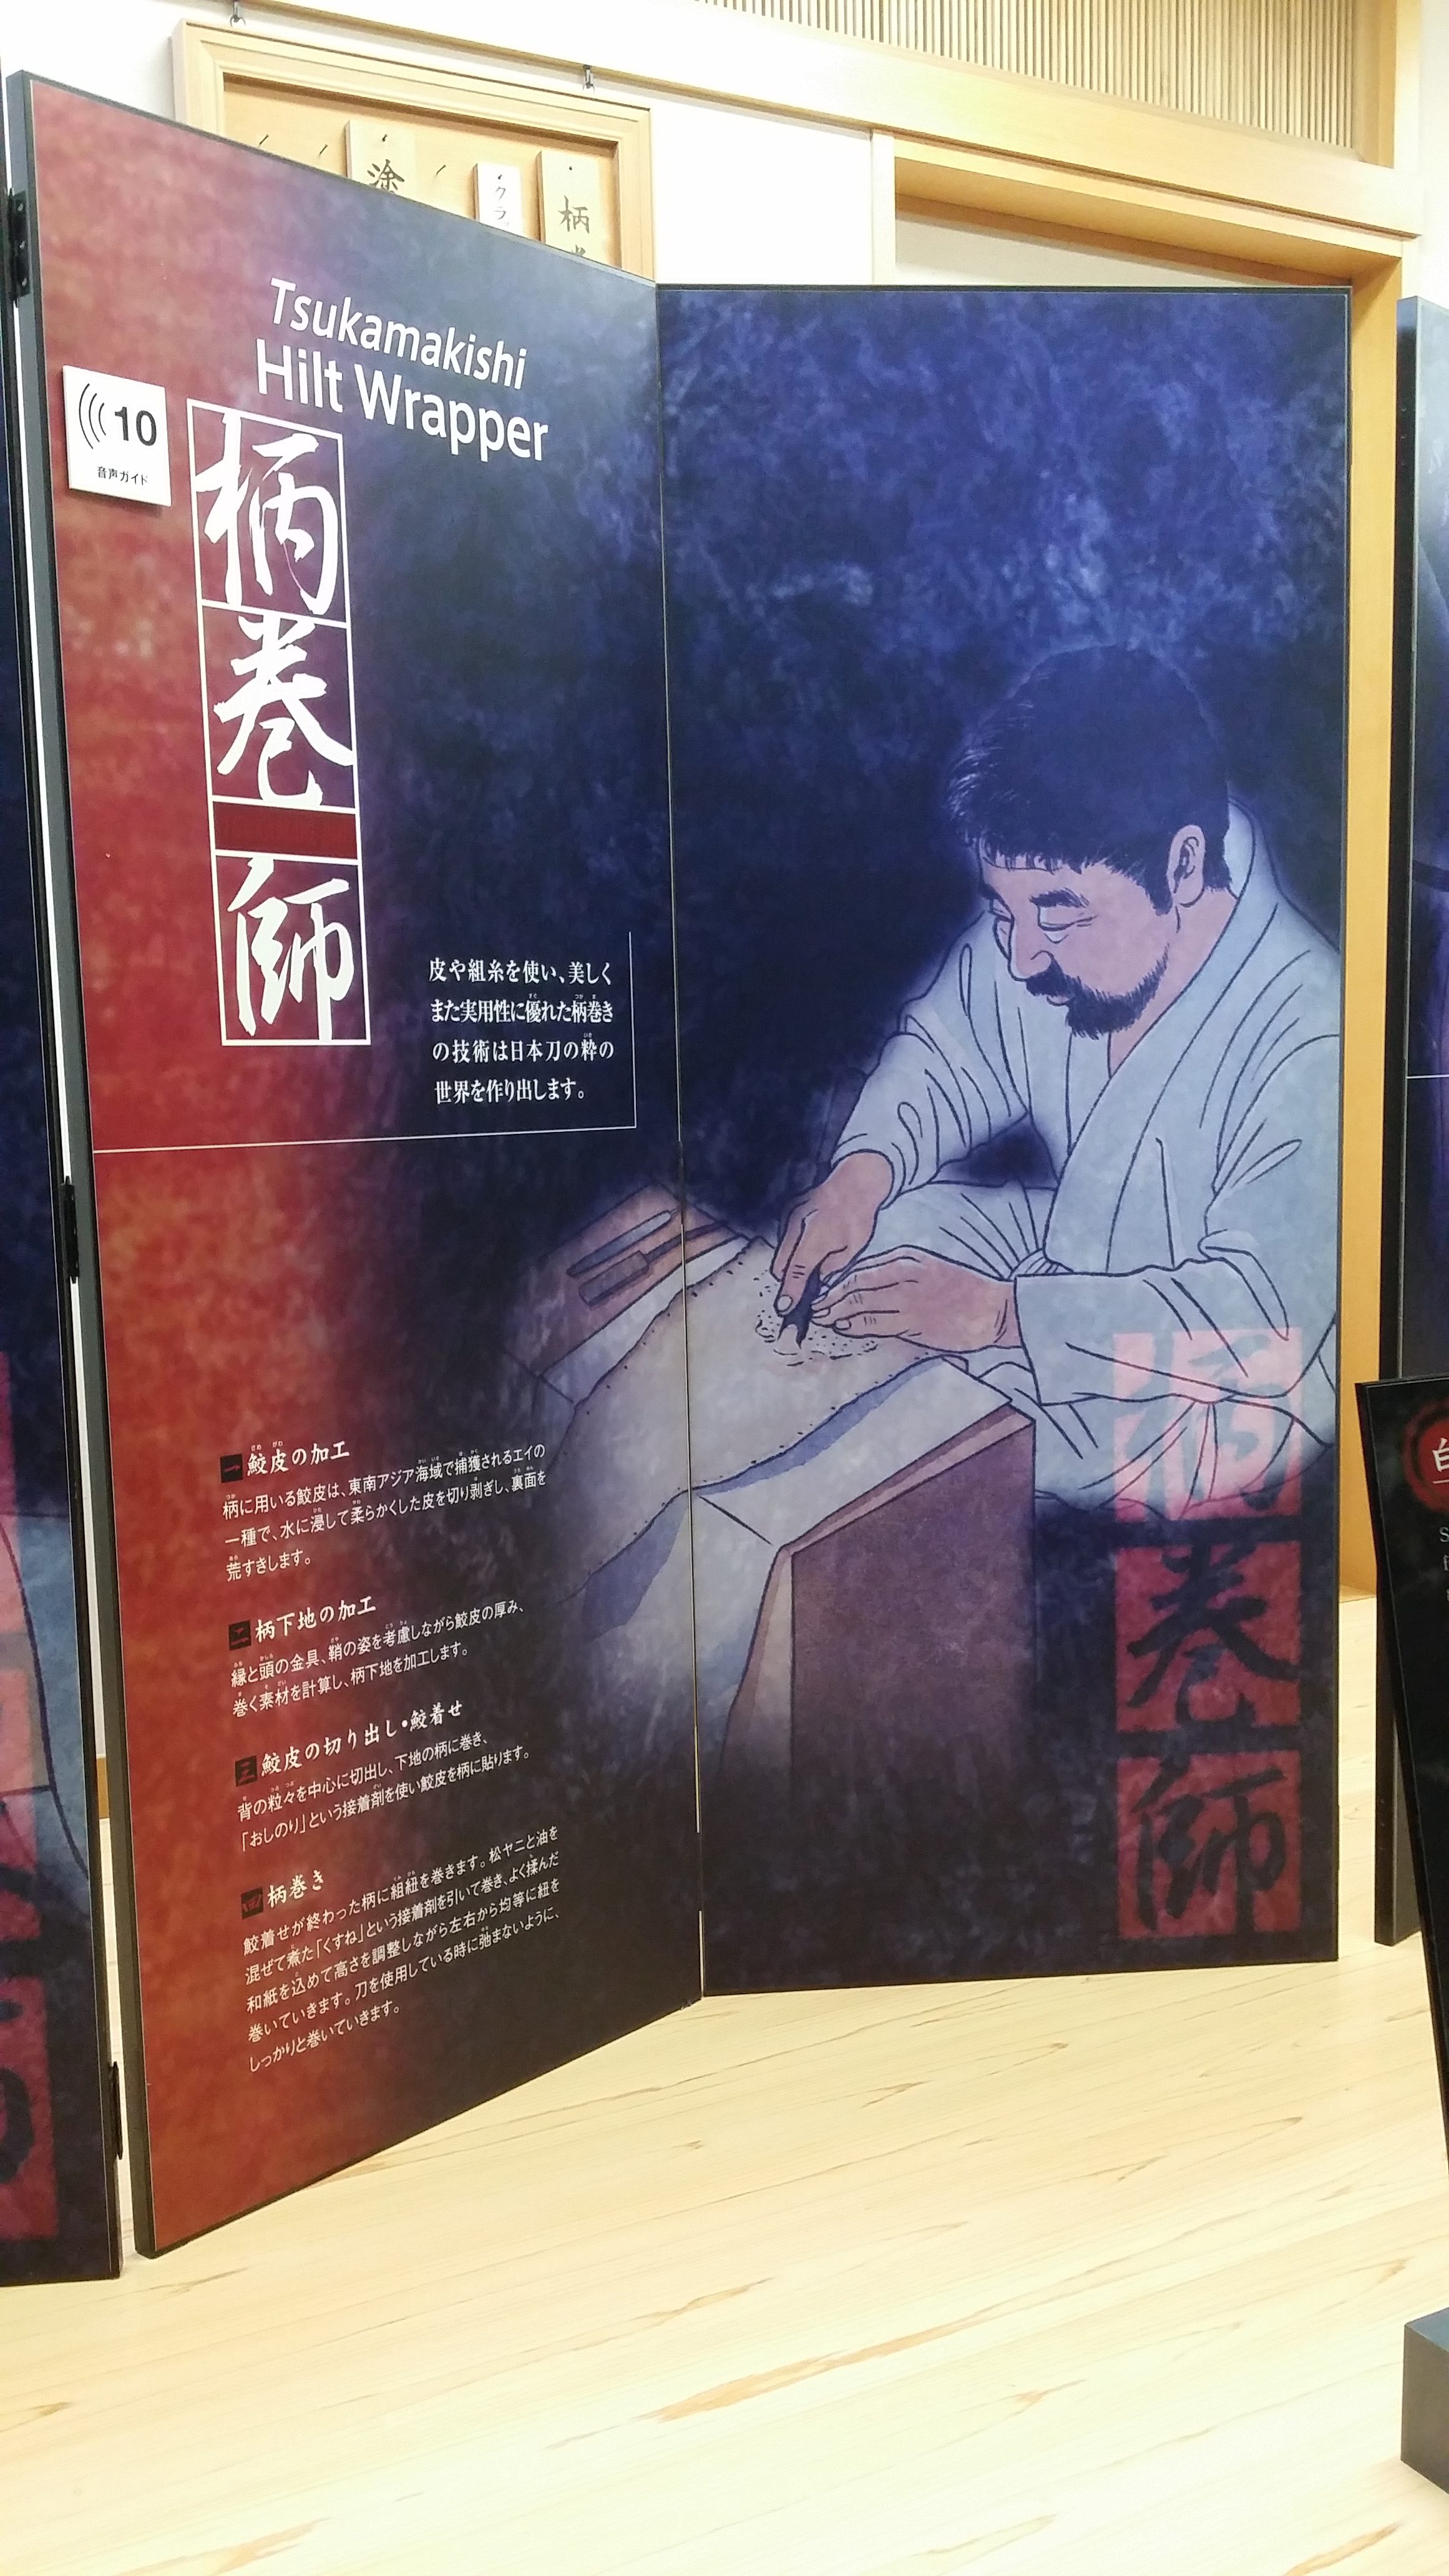 塗
クラ
柄
Tsukamakishi
Hilt Wrapper
10
音声ガイド
柄巻師
皮や組糸を使い、美しく
また実用性に優れた柄巻き
の技術は日本刀の粋の
世界を作り出します。
一 鮫皮の加工
柄に用いる鮫皮は、東南アジア海域で捕獲されるエイの
一種で、水に浸して柔らかくした皮を切り剥ぎし、裏面を
荒すきします。
二 柄下地の加工
縁と頭の金具、鞘の姿を考慮しながら鮫皮の厚み、
巻く素材を計算し、柄下地を加工します。
三 鮫皮の切り出し・鮫着せ
背の粒々を中心に切出し、下地の柄に巻き、
「おしのり」という接着剤を使い鮫皮を柄に貼ります。
四 柄巻き
鮫着せが終わった柄に組紐を巻きます。松ヤニと油を
混ぜて煮た「くすね」という接着剤を引いて巻き、よく揉んだ
和紙を込めて高さを調整しながら左右から均等に紐を
巻いていきます。刀を使用している時に弛まないように、
しっかりと巻いていきます。
柄巻師